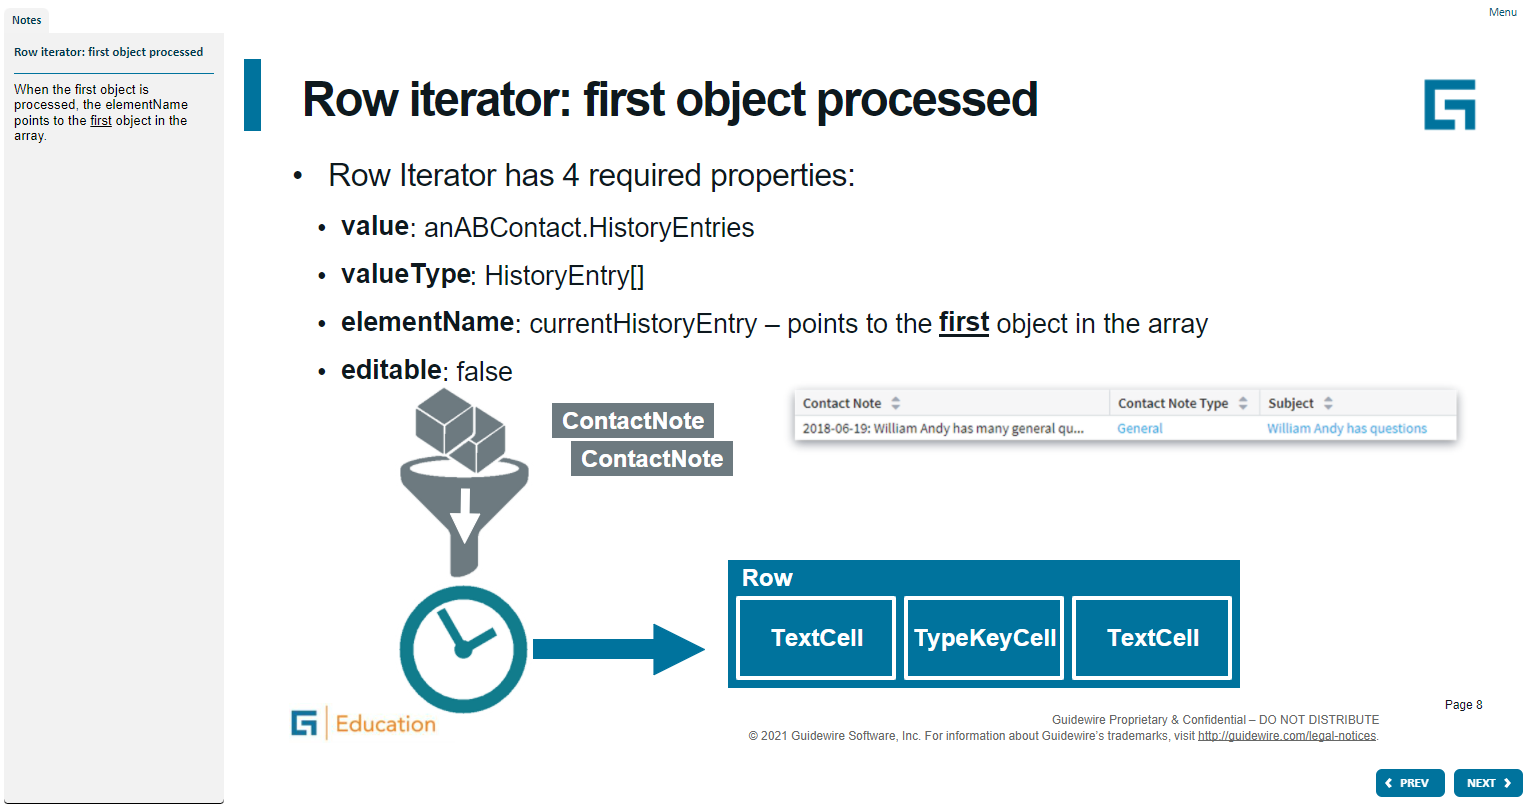 Notes
Menu
Row iterator: first object processed
When the first object is
processed, the elementName
points to the first object in the
array.
Row iterator: first object processed
• Row Iterator has 4 required properties:
• value: anABContact.HistoryEntries
• valueType: HistoryEntry[]
• elementName: currentHistoryEntry – points to the first object in the array
• editable: false
ContactNote
ContactNote
Contact Note Contact Note Type Subject
2018-06-19: William Andy has many general qu... General William Andy has questions
Row
TextCell TypeKeyCell TextCell
Education
Page 8
Guidewire Proprietary & Confidential – DO NOT DISTRIBUTE
© 2021 Guidewire Software, Inc. For information about Guidewire's trademarks, visit http://guidewire.com/legal-notices.
PREV NEXT